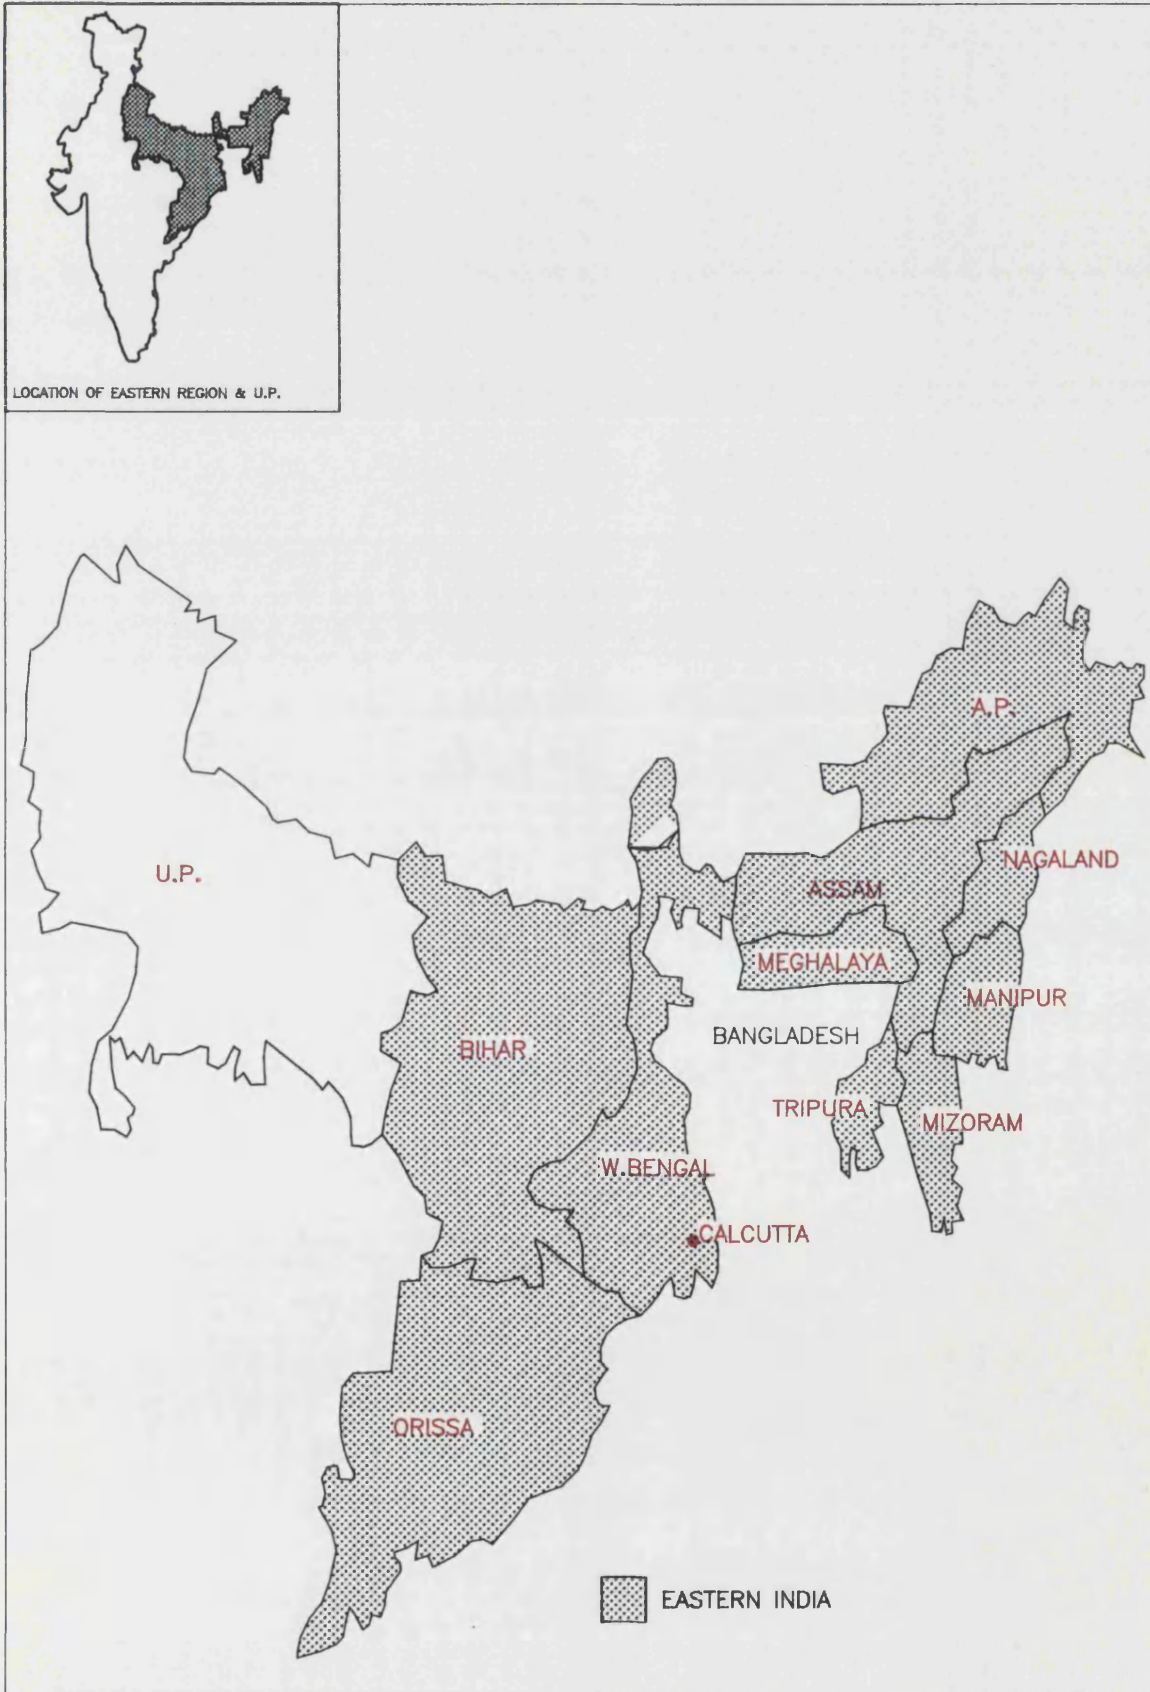 LOCATION OF EASTERN REGION & U.P.
A.P.
U.P.
NAGALAND
ASSAM
MEGHALAYA
MANIPUR
BANGLADESH
BIHAR
TRIPURA
MIZORAM
W.BENGAL
CALCUTTA
ORISSA
EASTERN INDIA